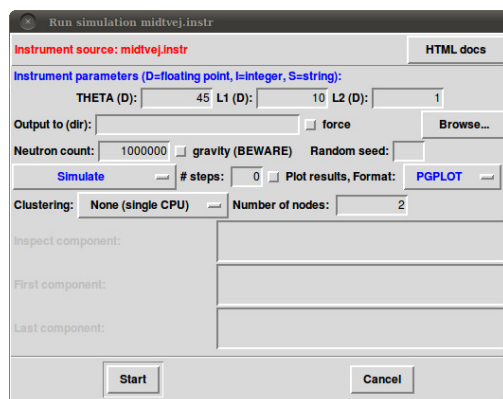 Run simulation midtvej.instr
Instrument source: midtvej.instr HTML docs
Instrument parameters (D=floating point, I=integer, S=string):
THETA (D): 45 L1 (D): 10 L2 (D): 1
Output to (dir): force Browse...
Neutron count: 1000000 gravity (BEWARE) Random seed:
Simulate # steps: 0 Plot results, Format: PGPLOT
Clustering: None (single CPU) Number of nodes: 2
Inspect component:
First component:
Last component:
Start Cancel